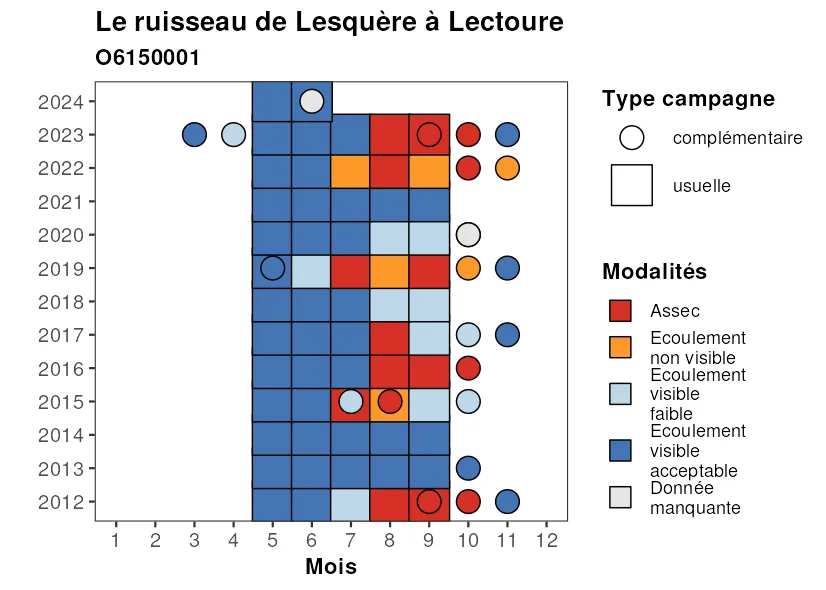 Le ruisseau de Lesquère à Lectoure
O6150001
2024
2023
2022
2021
2020
2019
2018
2017
2016
2015
2014
2013
2012
1 2 3 4 5 6 7 8 9 10 11 12
Mois
Type campagne
complémentaire
usuelle
Modalités
Assec
Ecoulement
non visible
Ecoulement
visible
faible
Ecoulement
visible
acceptable
Donnée
manquante